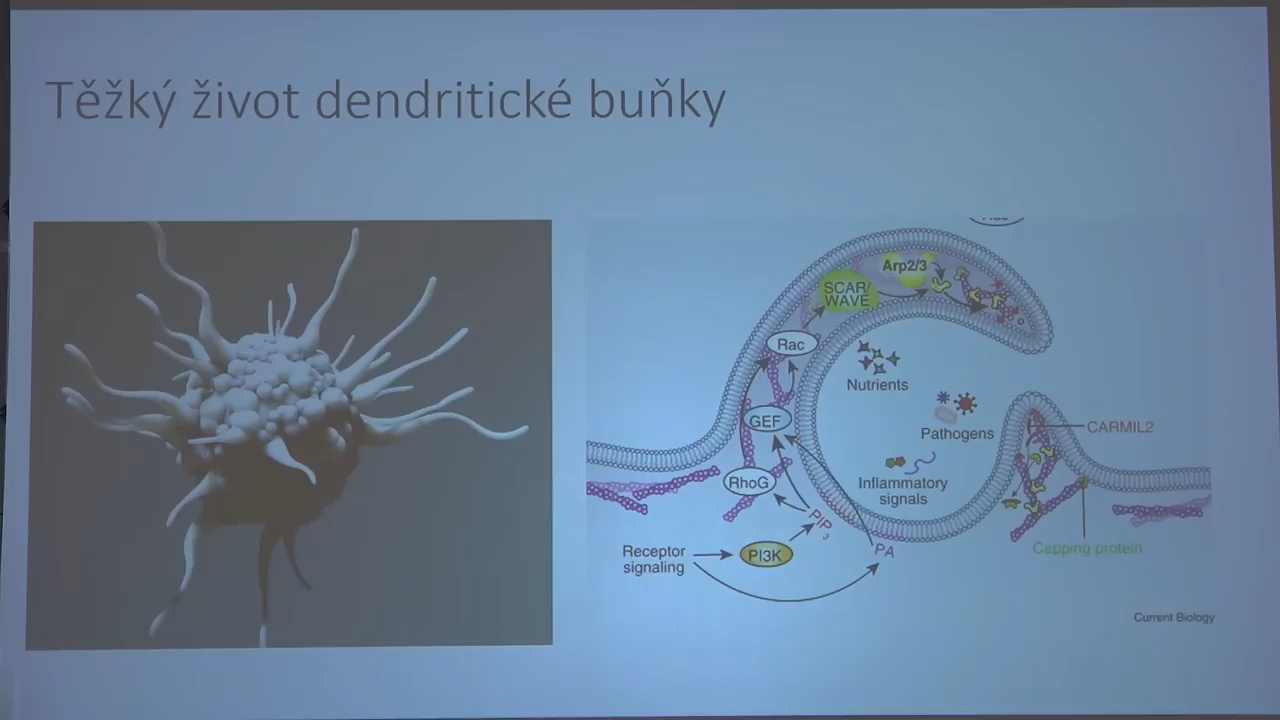 Těžký život dendritické buňky
Arp2/3
SCAR/
WAVE
Rac
Nutrients
GEF
Pathogens
CARMIL2
RhoG
Inflammatory
signals
PIP3
Receptor
signaling
PI3K
PA
Capping protein
Current Biology